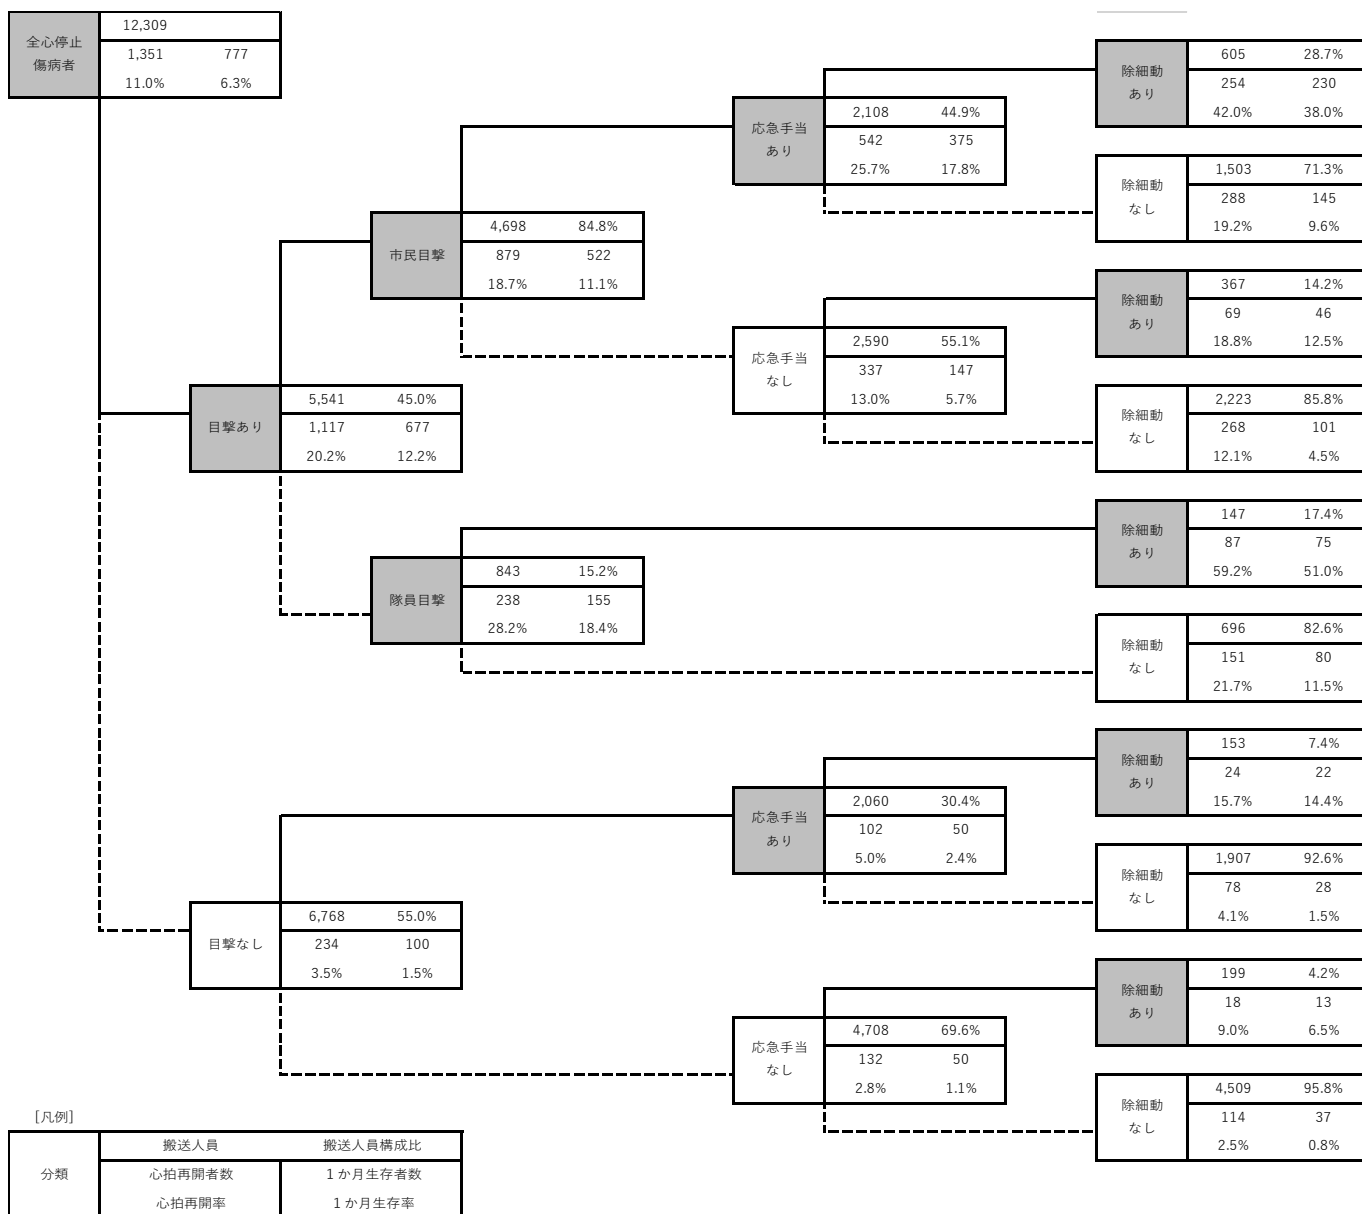 全心停止
傷病者
12,309
1,351 777
11.0% 6.3%
目撃あり
5,541 45.0%
1,117 677
20.2% 12.2%
市民目撃
4,698 84.8%
879 522
18.7% 11.1%
応急手当
あり
2,108 44.9%
542 375
25.7% 17.8%
除細動
あり
605 28.7%
254 230
42.0% 38.0%
除細動
なし
1,503 71.3%
288 145
19.2% 9.6%
応急手当
なし
2,590 55.1%
337 147
13.0% 5.7%
除細動
あり
367 14.2%
69 46
18.8% 12.5%
除細動
なし
2,223 85.8%
268 101
12.1% 4.5%
隊員目撃
843 15.2%
238 155
28.2% 18.4%
除細動
あり
147 17.4%
87 75
59.2% 51.0%
除細動
なし
696 82.6%
151 80
21.7% 11.5%
目撃なし
6,768 55.0%
234 100
3.5% 1.5%
応急手当
あり
2,060 30.4%
102 50
5.0% 2.4%
除細動
あり
153 7.4%
24 22
15.7% 14.4%
除細動
なし
1,907 92.6%
78 28
4.1% 1.5%
応急手当
なし
4,708 69.6%
132 50
2.8% 1.1%
除細動
あり
199 4.2%
18 13
9.0% 6.5%
除細動
なし
4,509 95.8%
114 37
2.5% 0.8%
[凡例]
分類
搬送人員 搬送人員構成比
心拍再開者数 1か月生存者数
心拍再開率 1か月生存率